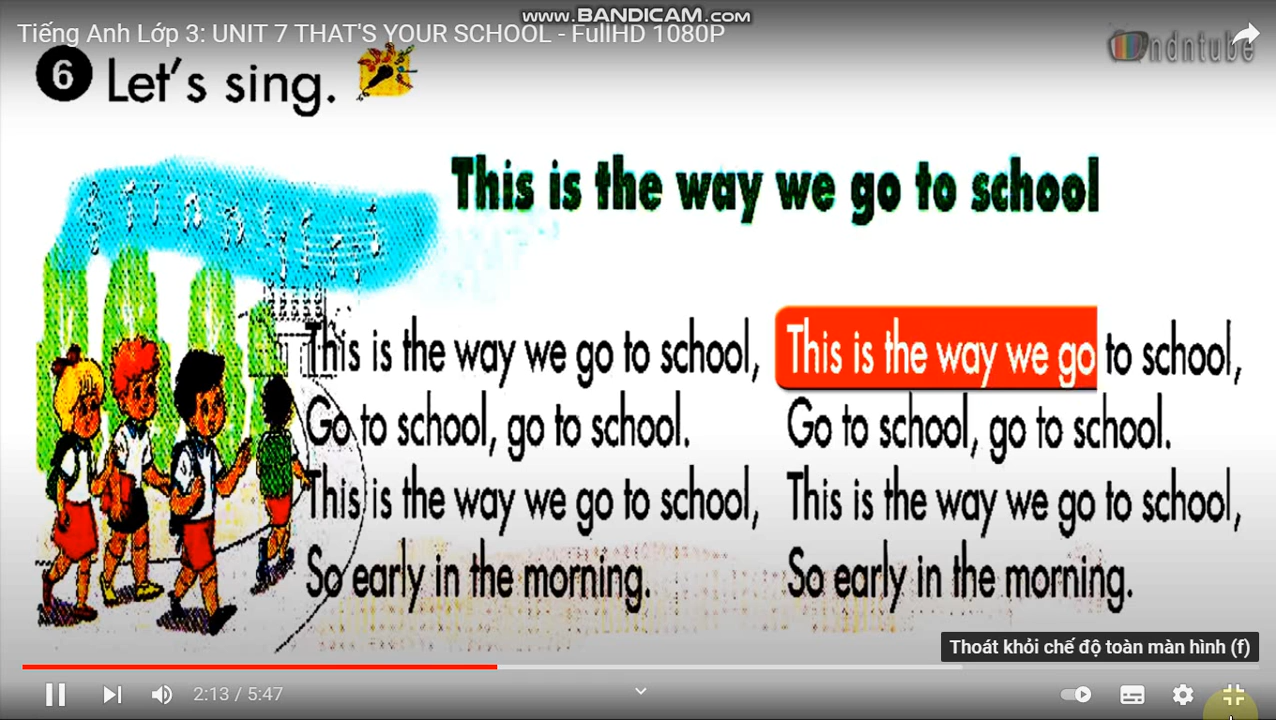 www.BANDICAM.com
Tiếng Anh Lớp 3: UNIT 7 THAT'S YOUR SCHOOL - FullHD 1080P
ndntube
6 Let's sing.
This is the way we go to school
This is the way we go to school,
Go to school, go to school.
This is the way we go to school,
So early in the morning.
This is the way we go to school,
Go to school, go to school.
This is the way we go to school,
So early in the morning.
Thoát khỏi chế độ toàn màn hình (f)
2:13 / 5:47